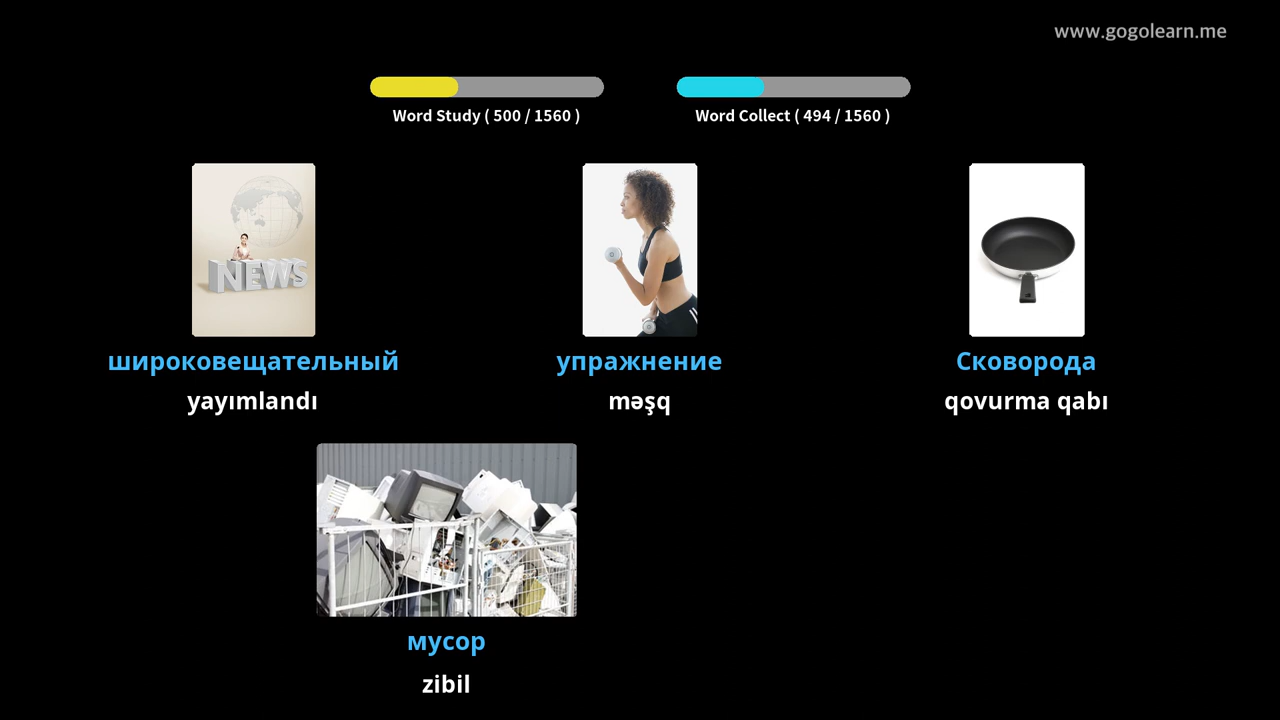 www.gogolearn.me
Word Study ( 500 / 1560 )
Word Collect ( 494 / 1560 )
NEWS
широковещательный
упражнение
Сковорода
yayımlandı
məşq
qovurma qabı
мусор
zibil